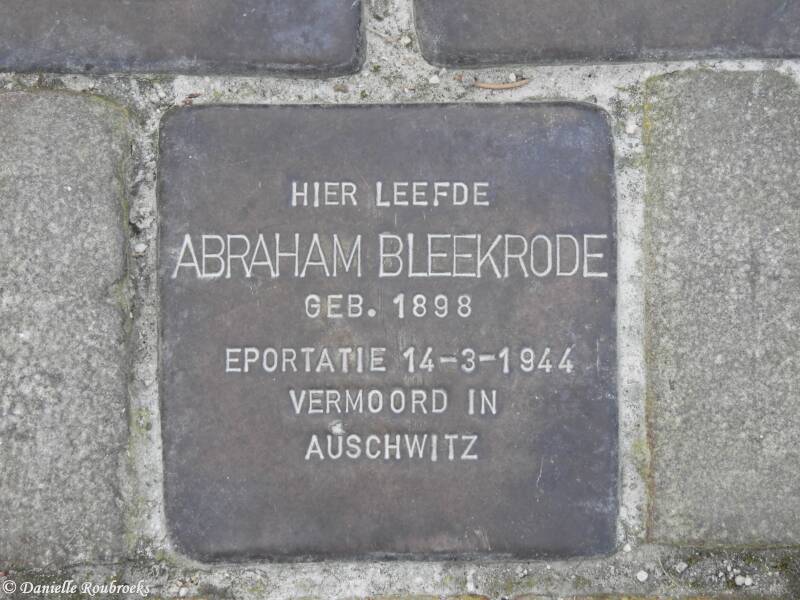 HIER LEEFDE
ABRAHAM BLEEKRODE
GEB. 1898
EPORTATIE 14-3-1944
VERMOORD IN
AUSCHWITZ
© Danielle Roubroeks